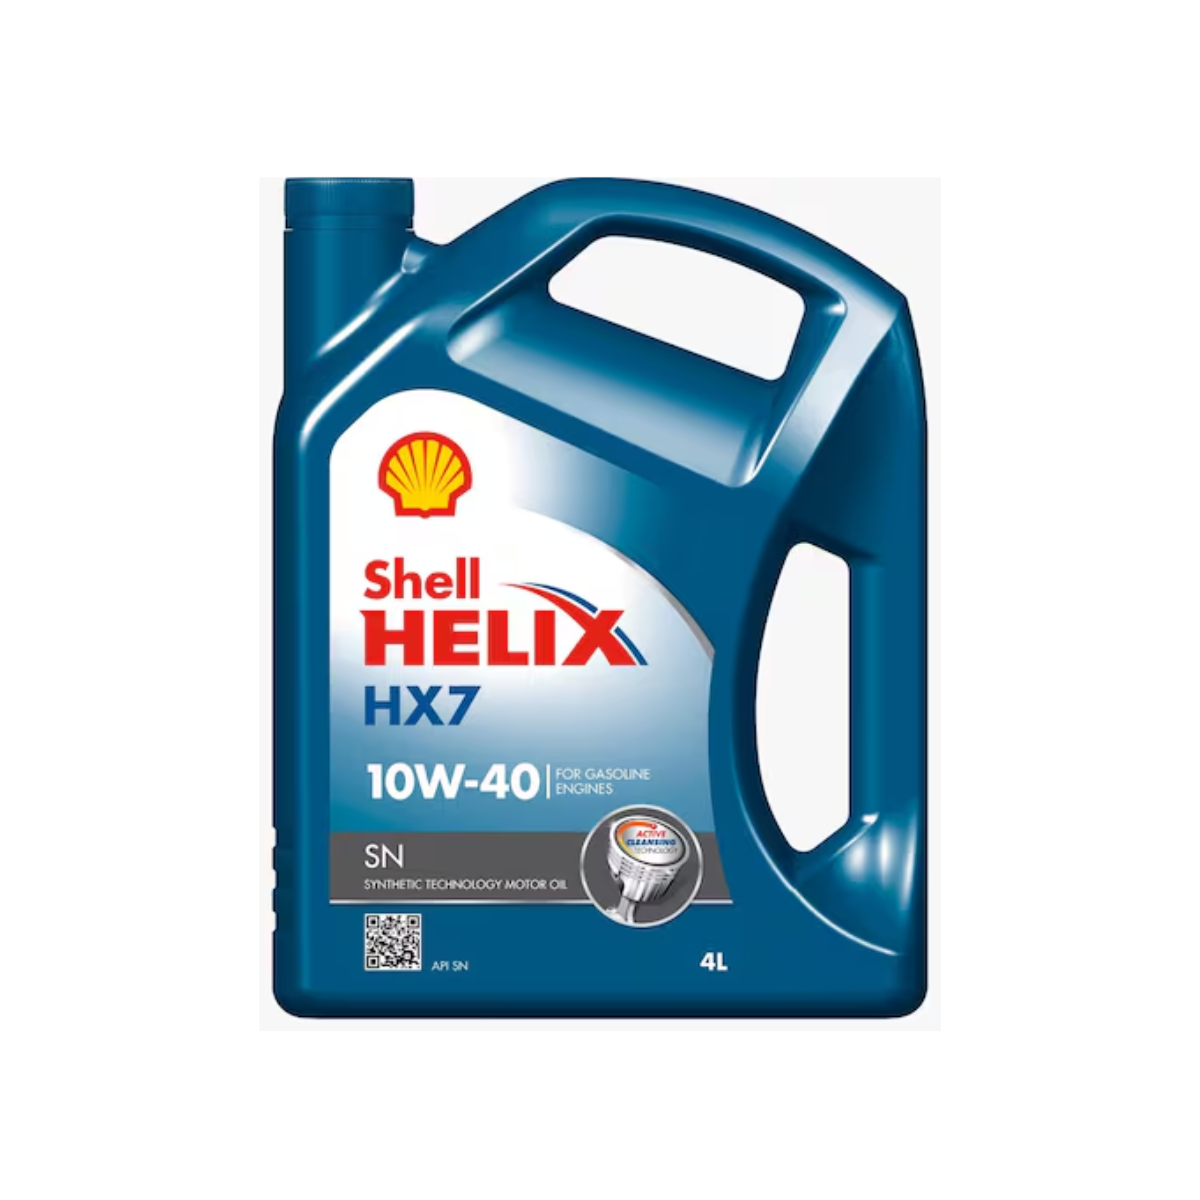 Shell
HELIX
HX7
10W-40
FOR GASOLINE
ENGINES
ACTIVE
CLEANSING
TECHNOLOGY
SN
SYNTHETIC TECHNOLOGY MOTOR OIL
API SN
4L